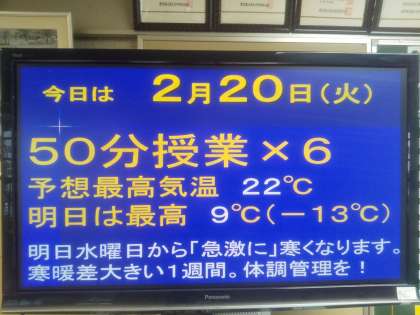 今日は 2月20日(火)
50分授業×6
予想最高気温 22℃
明日は最高 9℃(－13℃)
明日水曜日から「急激に」寒くなります。
寒暖差大きい1週間。体調管理を!
Panasonic